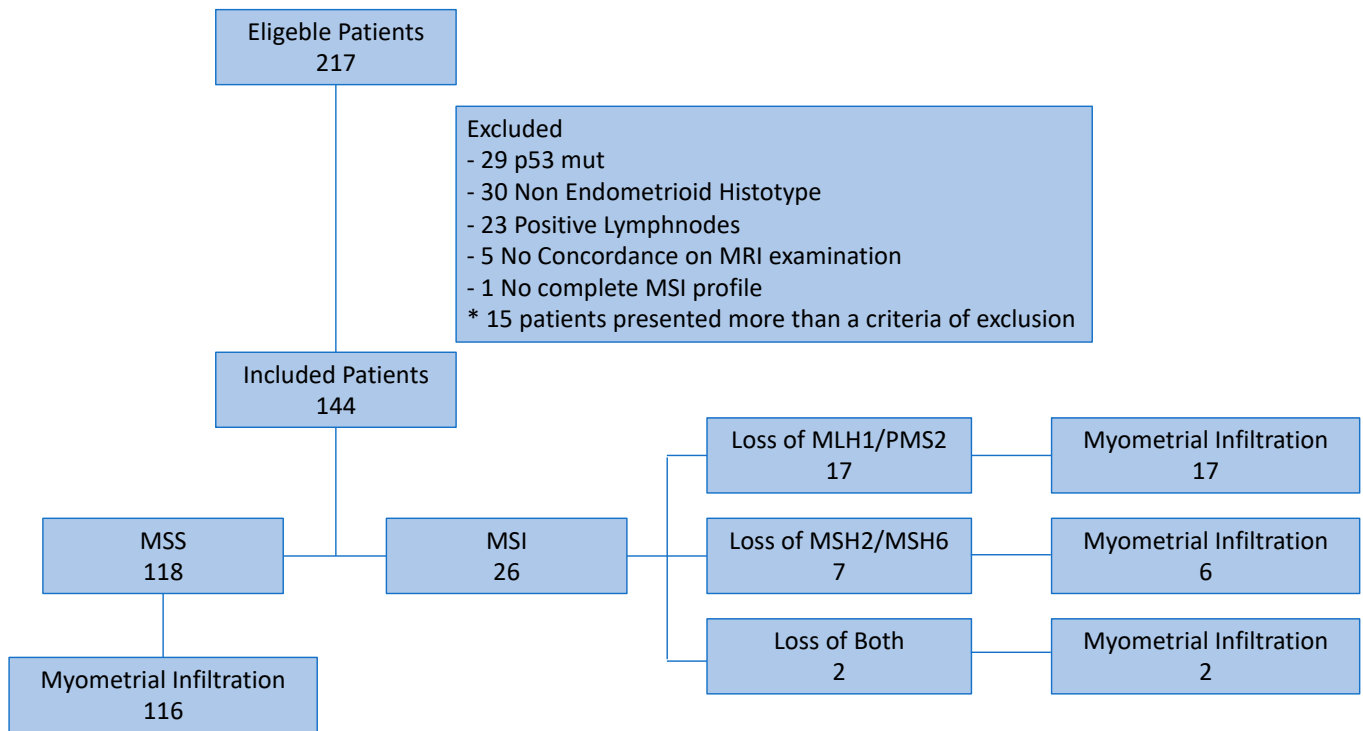 Eligeble Patients
217
Excluded
- 29 p53 mut
- 30 Non Endometrioid Histotype
- 23 Positive Lymphnodes
- 5 No Concordance on MRI examination
- 1 No complete MSI profile
* 15 patients presented more than a criteria of exclusion
Included Patients
144
MSS
118
Myometrial Infiltration
116
MSI
26
Loss of MLH1/PMS2
17
Myometrial Infiltration
17
Loss of MSH2/MSH6
7
Myometrial Infiltration
6
Loss of Both
2
Myometrial Infiltration
2